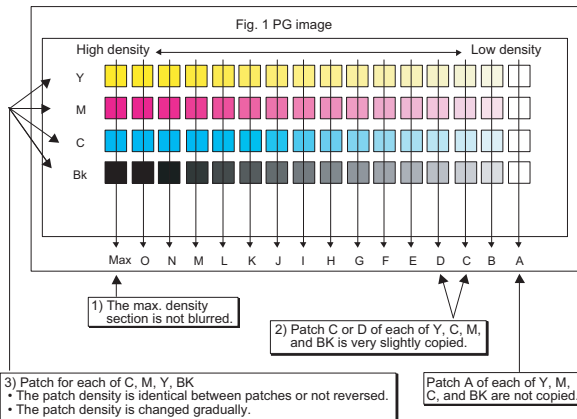 Fig. 1 PG image
High density Low density
Y
M
C
Bk
Max O N M L K J I H G F E D C B A
1) The max. density
section is not blurred.
2) Patch C or D of each of Y, C, M,
and BK is very slightly copied.
3) Patch for each of C, M, Y, BK
• The patch density is identical between patches or not reversed.
• The patch density is changed gradually.
Patch A of each of Y, M,
C, and BK are not copied.